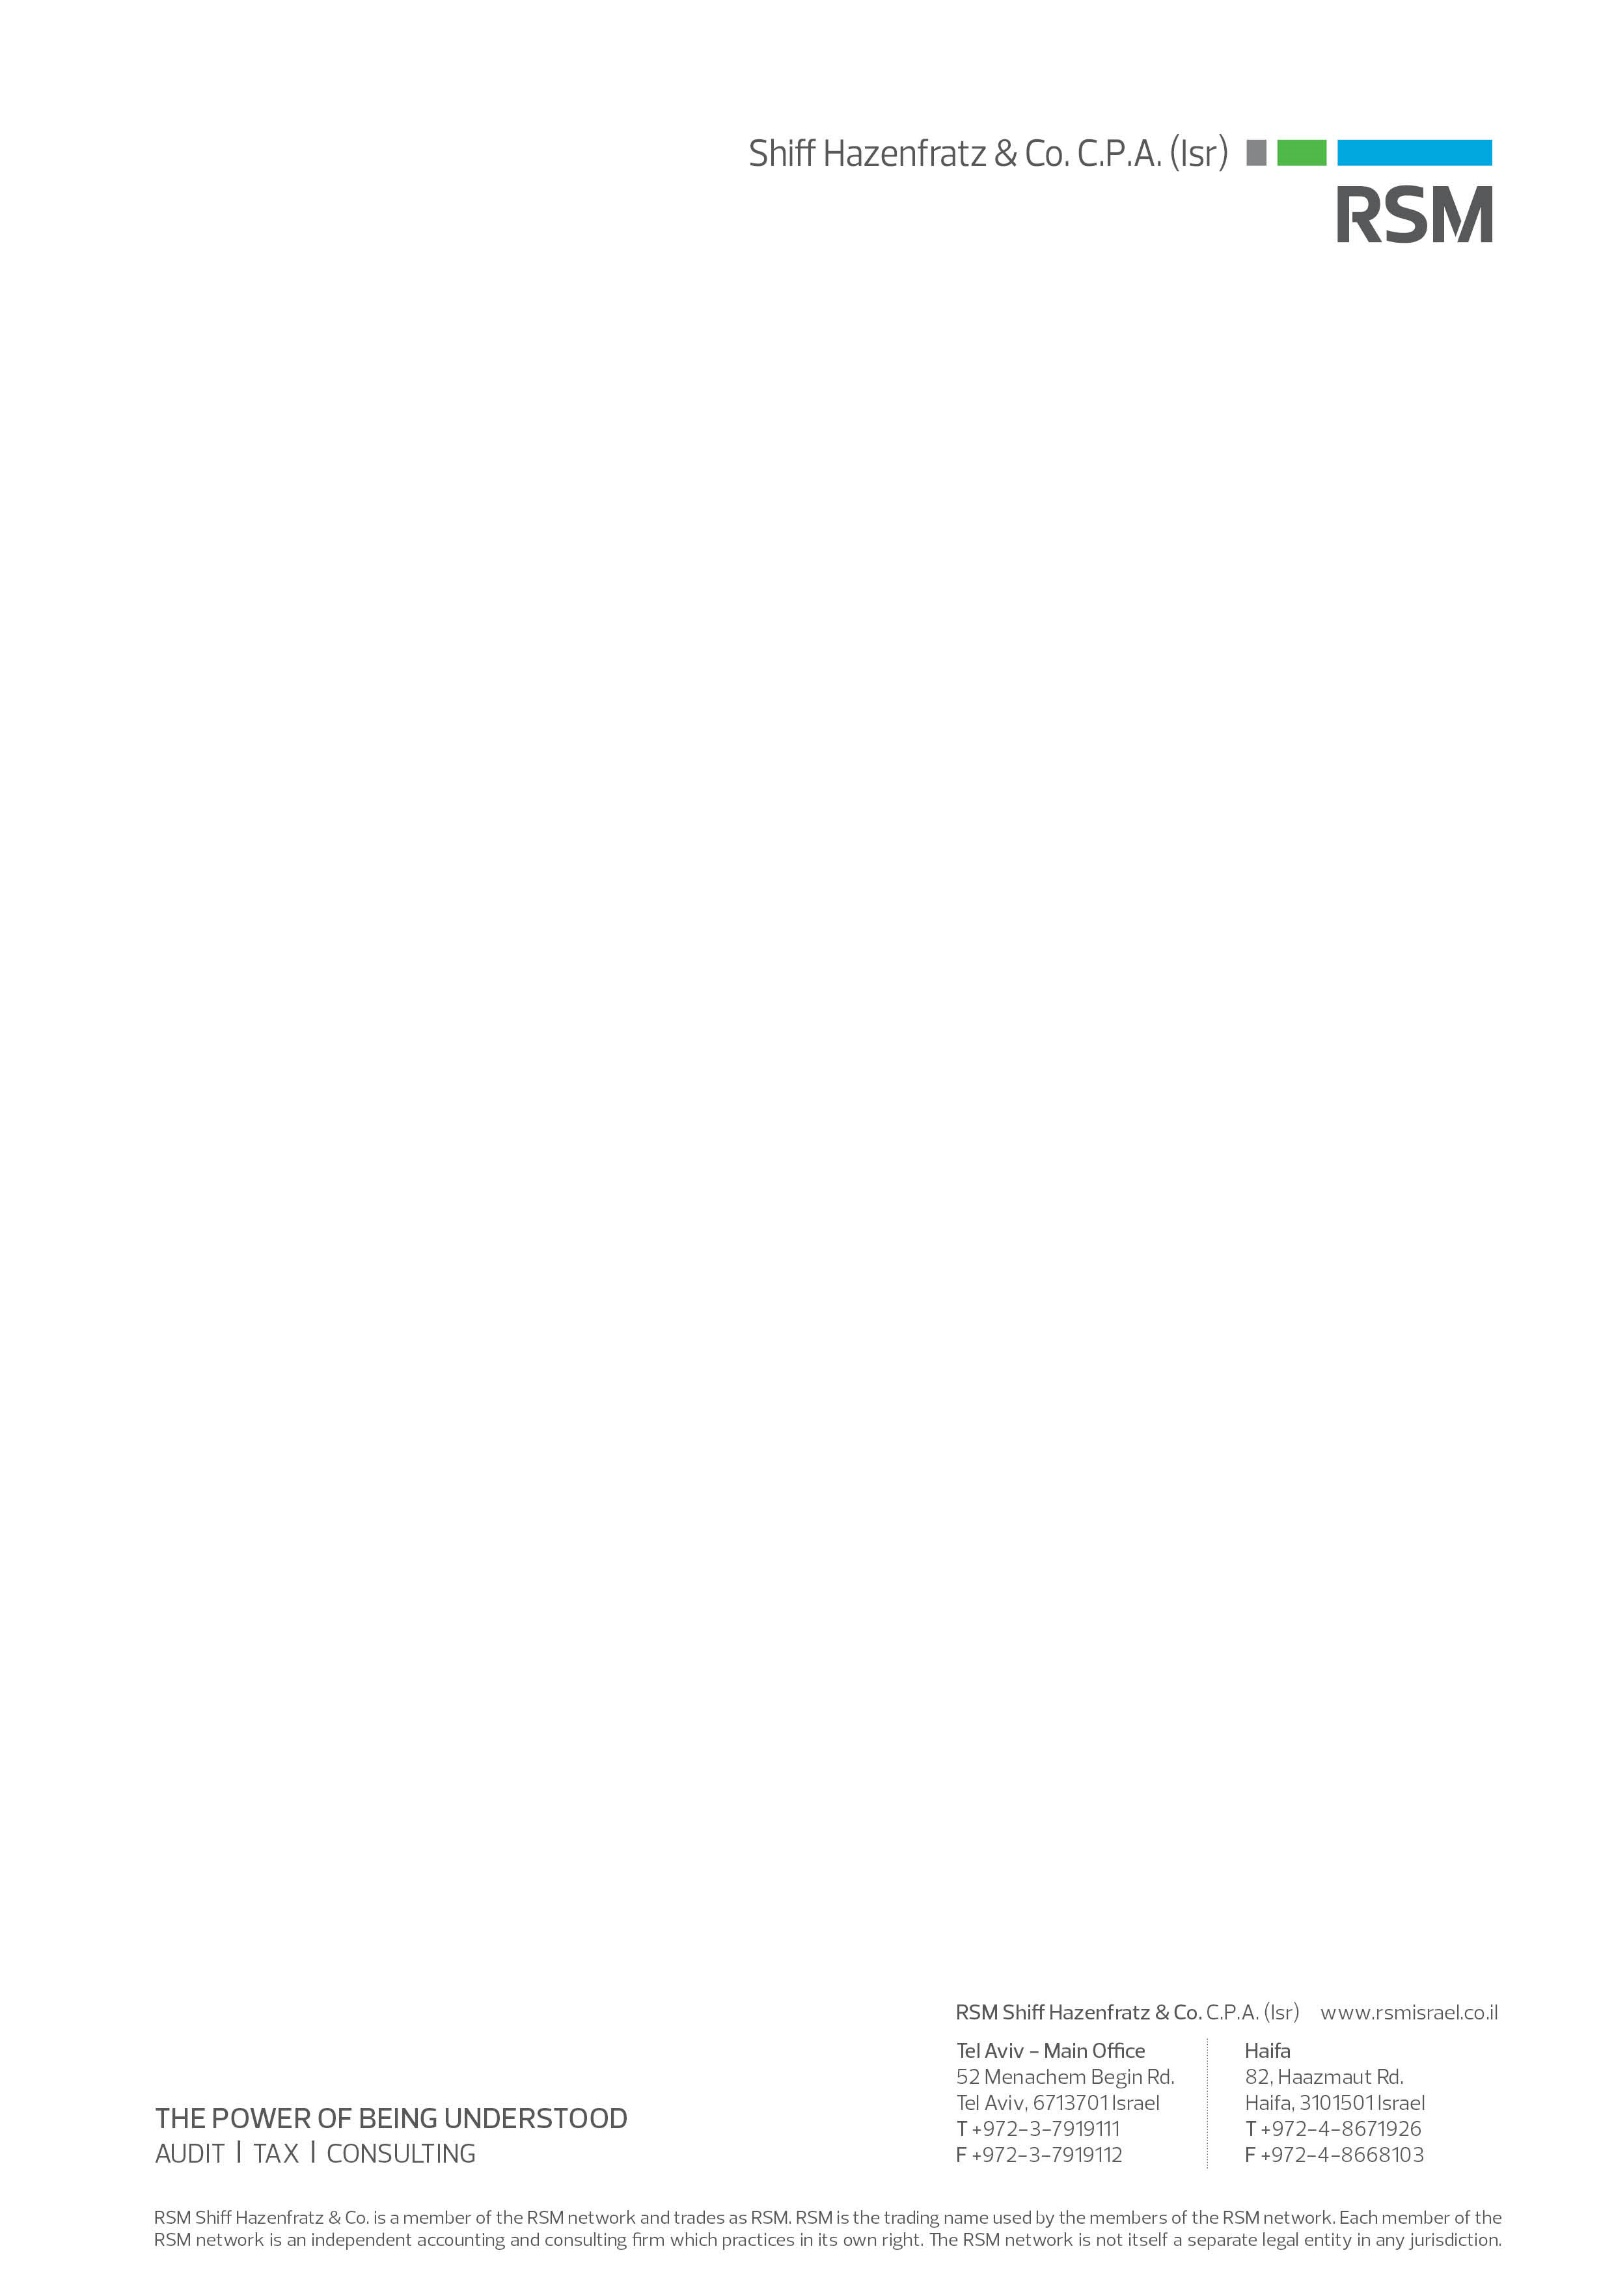 Shiff Hazenfratz & Co. C.P.A. (Isr)
RSM
RSM Shiff Hazenfratz & Co. C.P.A. (Isr) www.rsmisrael.co.il
Tel Aviv - Main Office
52 Menachem Begin Rd.
Tel Aviv, 6713701 Israel
T +972-3-7919111
F +972-3-7919112
Haifa
82, Haazmaut Rd.
Haifa, 3101501 Israel
T +972-4-8671926
F +972-4-8668103
THE POWER OF BEING UNDERSTOOD
AUDIT | TAX | CONSULTING
RSM Shiff Hazenfratz & Co. is a member of the RSM network and trades as RSM. RSM is the trading name used by the members of the RSM network. Each member of the
RSM network is an independent accounting and consulting firm which practices in its own right. The RSM network is not itself a separate legal entity in any jurisdiction.